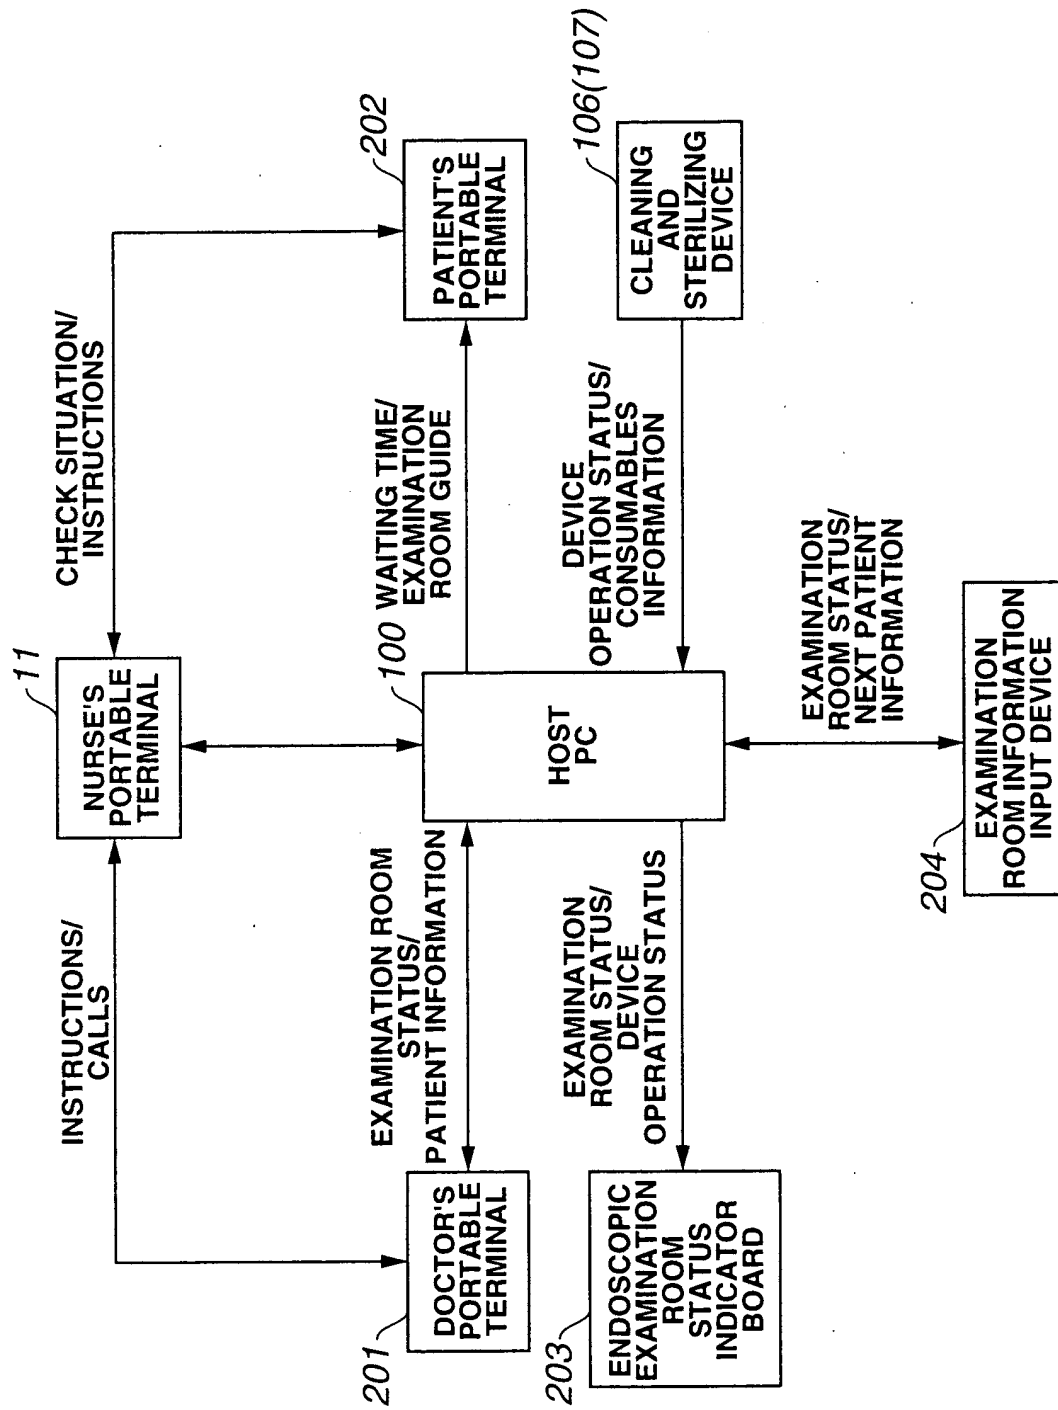 11
NURSE'S
PORTABLE
TERMINAL
INSTRUCTIONS/
CALLS
CHECK SITUATION/
INSTRUCTIONS
201
DOCTOR'S
PORTABLE
TERMINAL
EXAMINATION ROOM
STATUS/
PATIENT INFORMATION
100
HOST
PC
WAITING TIME/
EXAMINATION
ROOM GUIDE
202
PATIENT'S
PORTABLE
TERMINAL
203
ENDOSCOPIC
EXAMINATION
ROOM
STATUS
INDICATOR
BOARD
EXAMINATION
ROOM STATUS/
DEVICE
OPERATION STATUS
DEVICE
OPERATION STATUS/
CONSUMABLES
INFORMATION
106(107)
CLEANING
AND
STERILIZING
DEVICE
EXAMINATION
ROOM STATUS/
NEXT PATIENT
INFORMATION
204
EXAMINATION
ROOM INFORMATION
INPUT DEVICE